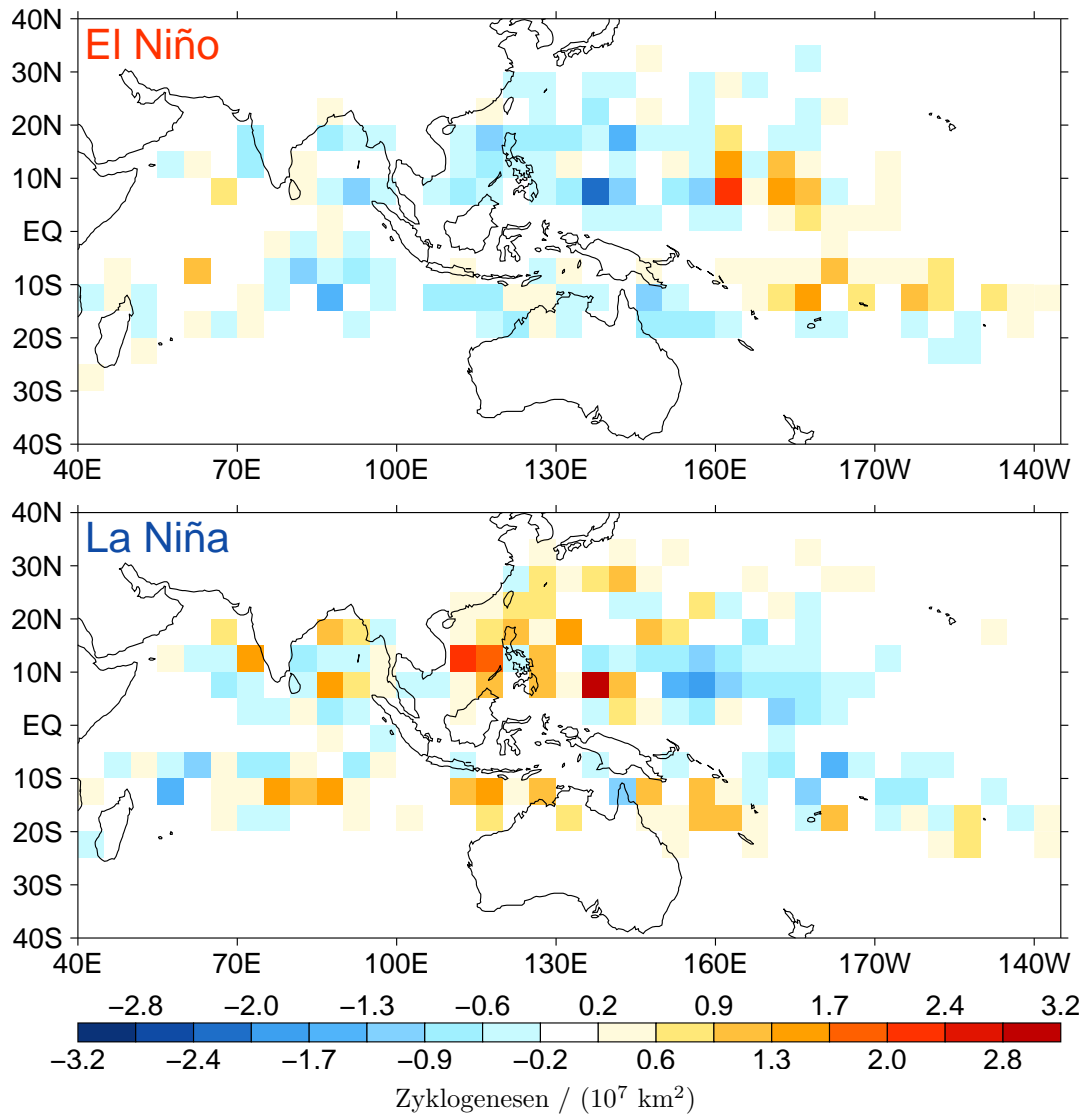 40N
El Niño
30N
20N
10N
EQ
10S
20S
30S
40S
40E 70E 100E 130E 160E 170W 140W
40N
La Niña
30N
20N
10N
EQ
10S
20S
30S
40S
40E 70E 100E 130E 160E 170W 140W
−2.8 −2.0 −1.3 −0.6 0.2 0.9 1.7 2.4 3.2
−3.2 −2.4 −1.7 −0.9 −0.2 0.6 1.3 2.0 2.8
Zyklogenesen / (10⁷ km²)